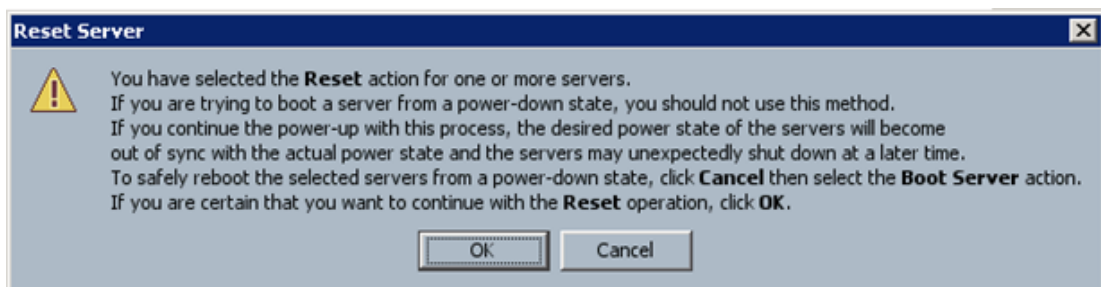 Reset Server
You have selected the Reset action for one or more servers.
If you are trying to boot a server from a power-down state, you should not use this method.
If you continue the power-up with this process, the desired power state of the servers will become
out of sync with the actual power state and the servers may unexpectedly shut down at a later time.
To safely reboot the selected servers from a power-down state, click Cancel then select the Boot Server action.
If you are certain that you want to continue with the Reset operation, click OK.
OK Cancel